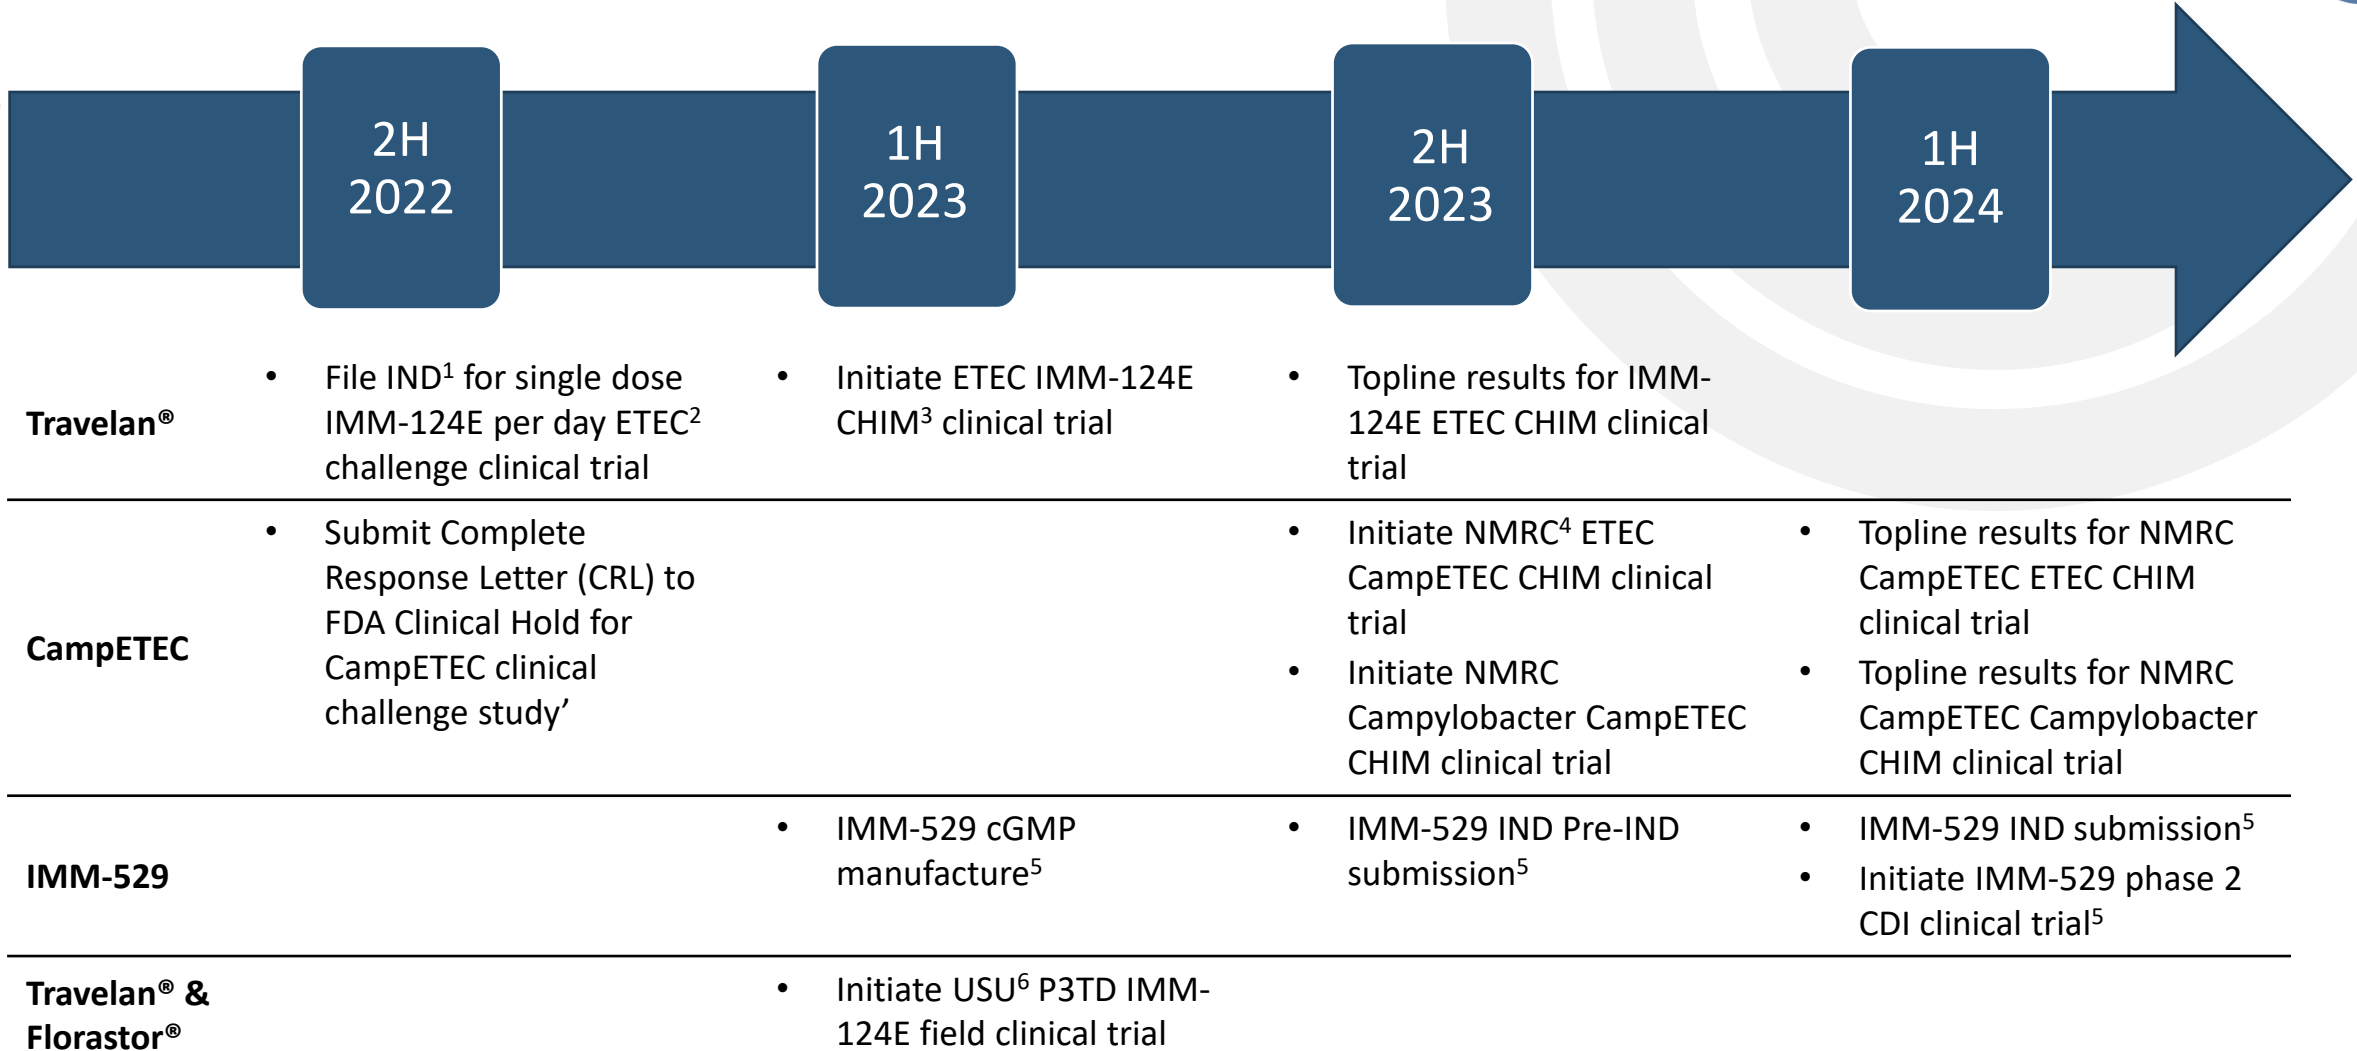 2H
2022
1H
2023
2H
2023
1H
2024
Travelan®
• File IND¹ for single dose
IMM-124E per day ETEC²
challenge clinical trial
• Initiate ETEC IMM-124E
CHIM³ clinical trial
• Topline results for IMM-
124E ETEC CHIM clinical
trial
CampETEC
• Submit Complete
Response Letter (CRL) to
FDA Clinical Hold for
CampETEC clinical
challenge study’
• Initiate NMRC⁴ ETEC
CampETEC CHIM clinical
trial
• Initiate NMRC
Campylobacter CampETEC
CHIM clinical trial
• Topline results for NMRC
CampETEC ETEC CHIM
clinical trial
• Topline results for NMRC
CampETEC Campylobacter
CHIM clinical trial
IMM-529
• IMM-529 cGMP
manufacture⁵
• IMM-529 IND Pre-IND
submission⁵
• IMM-529 IND submission⁵
• Initiate IMM-529 phase 2
CDI clinical trial⁵
Travelan® &
Florastor®
• Initiate USU⁶ P3TD IMM-
124E field clinical trial